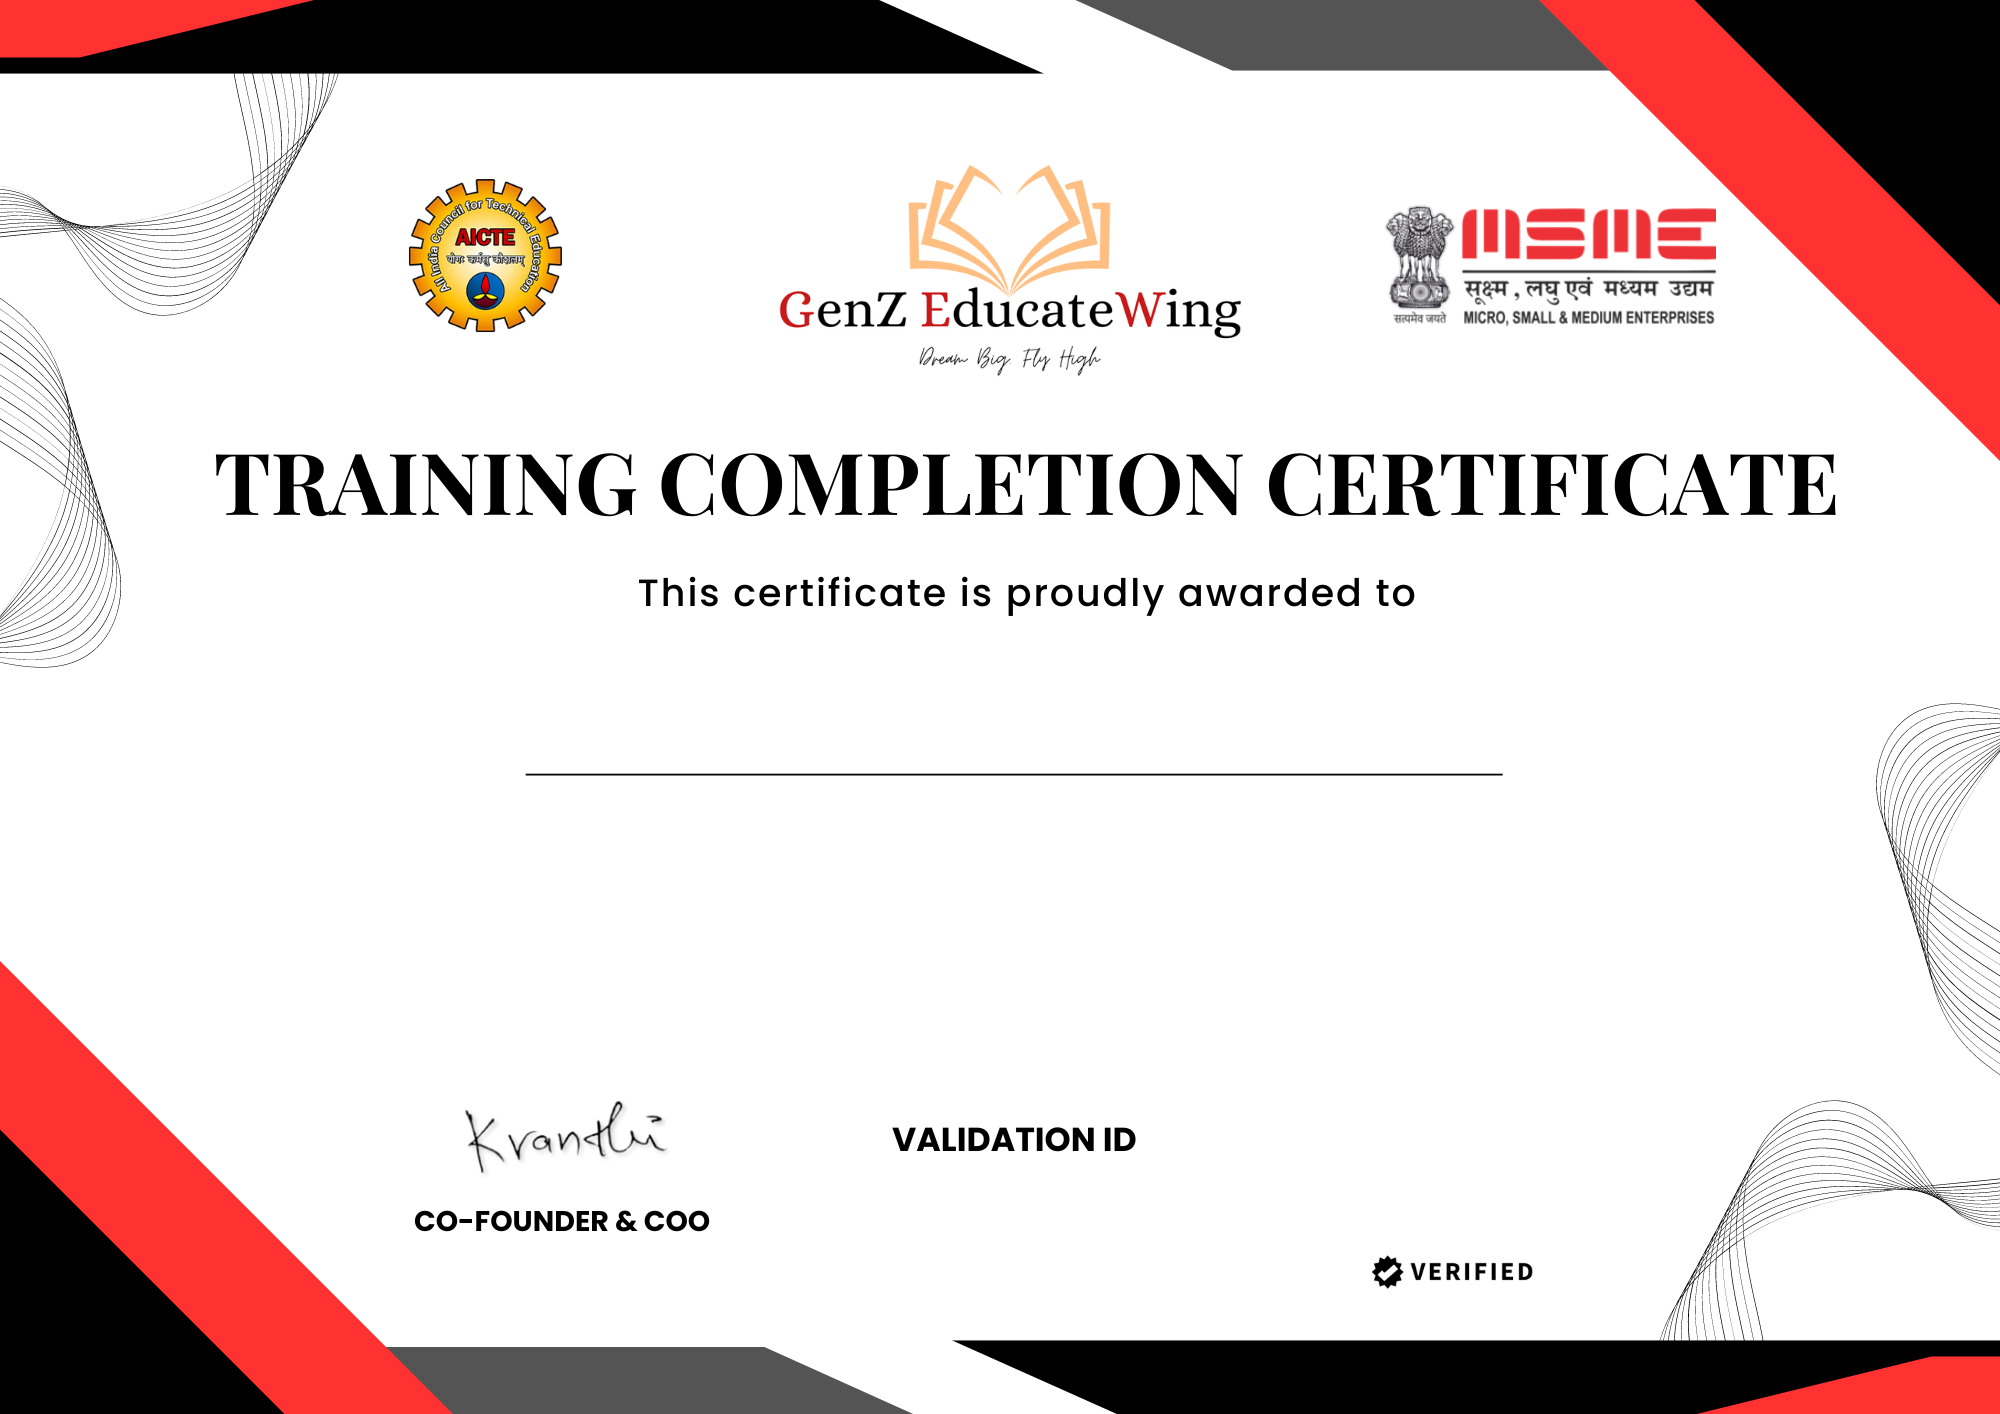 All India Council for Technical Education
AICTE
योगः कर्मसु कौशलम्
GenZ EducateWing
Dream Big, Fly High
MSME
सूक्ष्म , लघु एवं मध्यम उद्यम
सत्यमेव जयते
MICRO, SMALL & MEDIUM ENTERPRISES
TRAINING COMPLETION CERTIFICATE
This certificate is proudly awarded to
Kranthi
VALIDATION ID
CO-FOUNDER & COO
VERIFIED